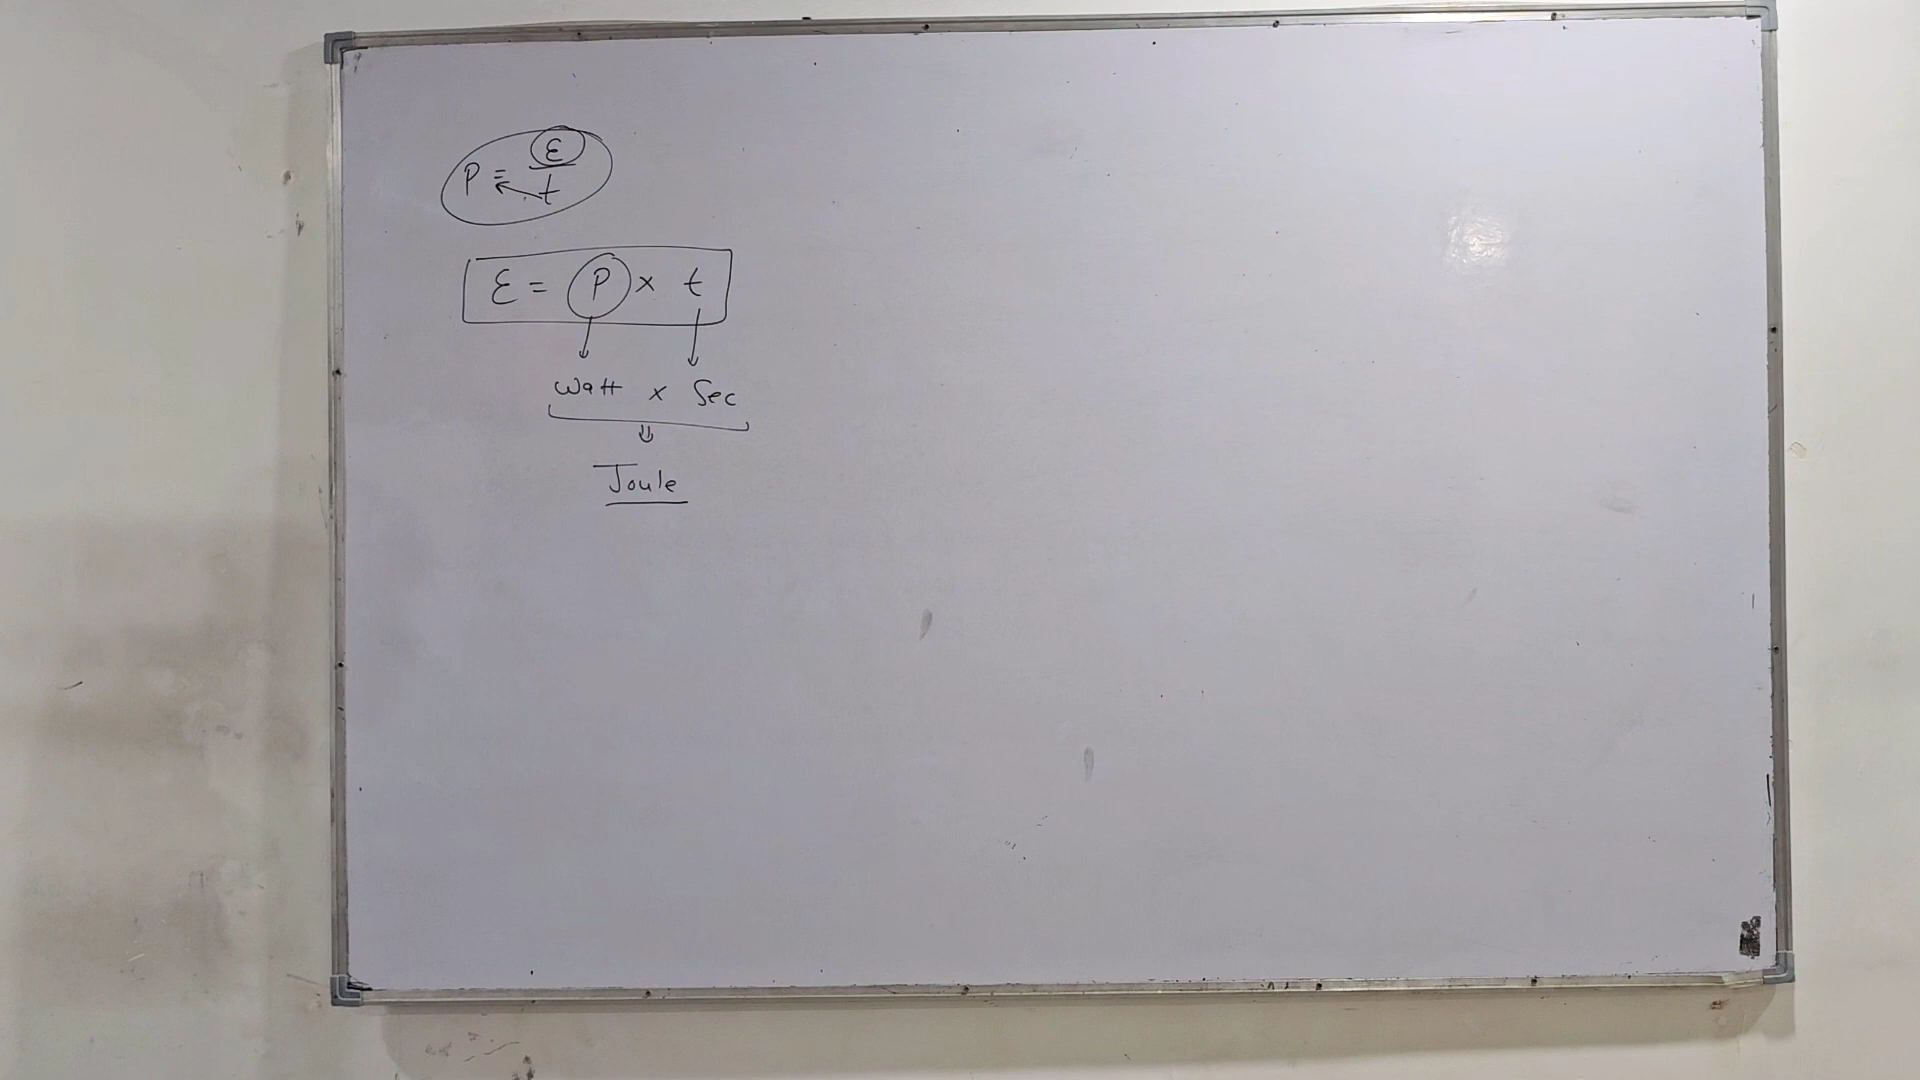 P = ε/t
ε = P × t
Watt × Sec
Joule